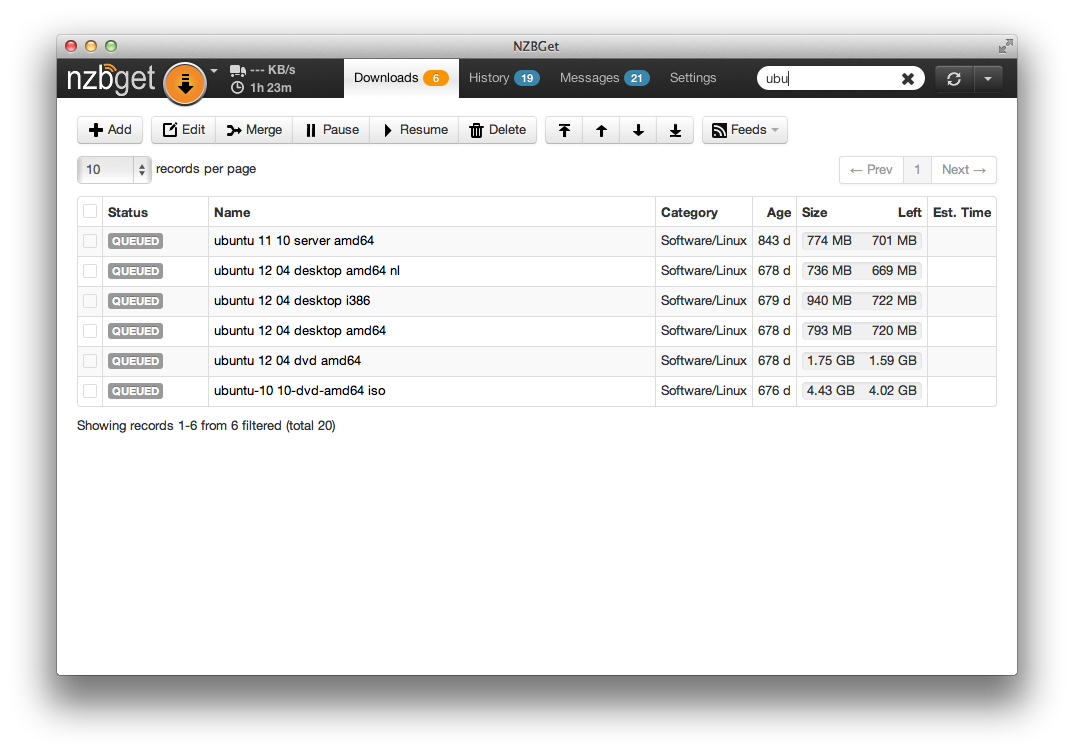 NZBGet
nzbget --- KB/s 1h 23m Downloads 6 History 19 Messages 21 Settings ubu
Add Edit Merge Pause Resume Delete Feeds
10 records per page ← Prev 1 Next →
Status Name Category Age Size Left Est. Time
QUEUED ubuntu 11 10 server amd64 Software/Linux 843 d 774 MB 701 MB
QUEUED ubuntu 12 04 desktop amd64 nl Software/Linux 678 d 736 MB 669 MB
QUEUED ubuntu 12 04 desktop i386 Software/Linux 679 d 940 MB 722 MB
QUEUED ubuntu 12 04 desktop amd64 Software/Linux 678 d 793 MB 720 MB
QUEUED ubuntu 12 04 dvd amd64 Software/Linux 678 d 1.75 GB 1.59 GB
QUEUED ubuntu-10 10-dvd-amd64 iso Software/Linux 676 d 4.43 GB 4.02 GB
Showing records 1-6 from 6 filtered (total 20)